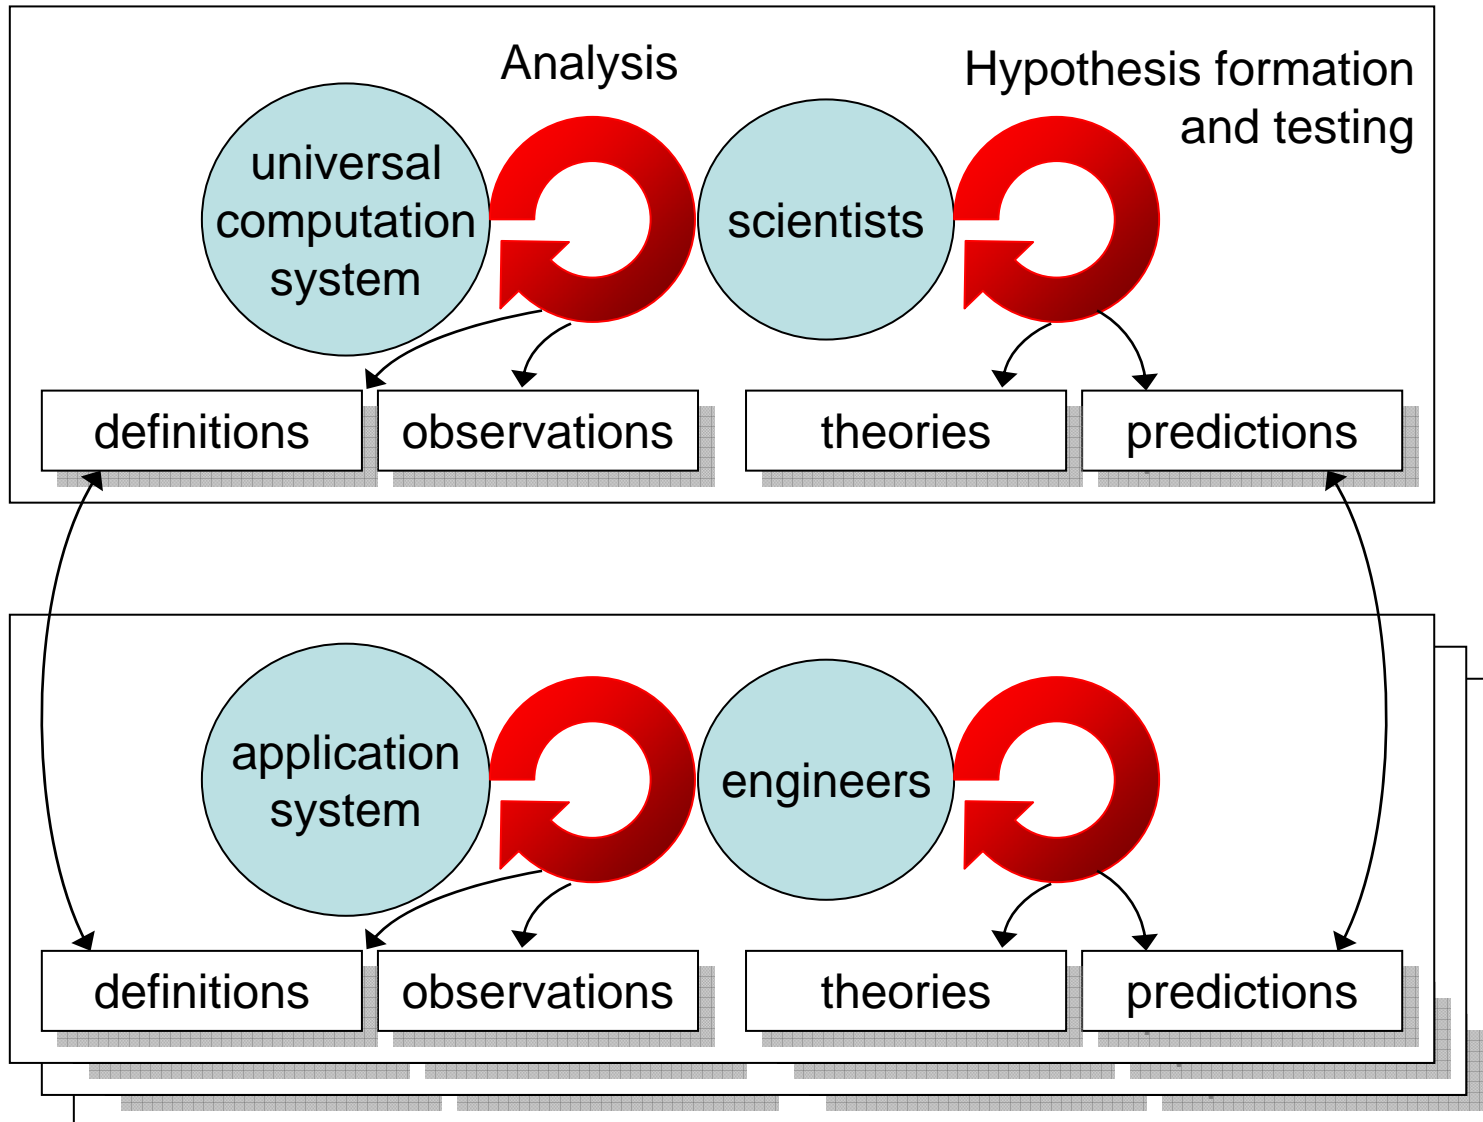 Analysis
Hypothesis formation
and testing
universal
computation
system
scientists
definitions
observations
theories
predictions
application
system
engineers
definitions
observations
theories
predictions